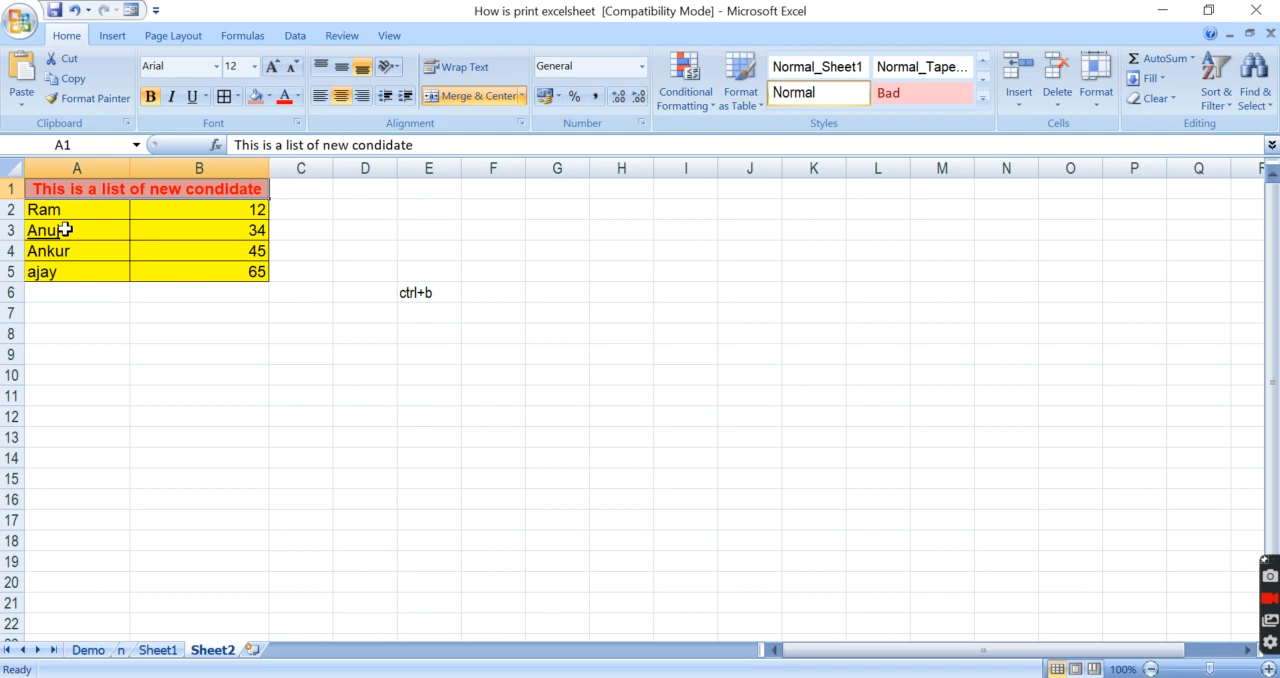 How is print excelsheet [Compatibility Mode] - Microsoft Excel
Home Insert Page Layout Formulas Data Review View
Paste
Cut
Copy
Format Painter
Clipboard
Arial 12
B I U
Font
Wrap Text
Merge & Center
Alignment
General
% ,
Number
Conditional Formatting
Format as Table
Normal_Sheet1 Normal_Tape...
Normal Bad
Styles
Insert Delete Format
Cells
Σ AutoSum
Fill
Clear
Sort & Filter
Find & Select
Editing
A1 fx This is a list of new condidate
A B C D E F G H I J K L M N O P Q
1 This is a list of new condidate
2 Ram 12
3 Anuj 34
4 Ankur 45
5 ajay 65
6 ctrl+b
7
8
9
10
11
12
13
14
15
16
17
18
19
20
21
22
Demo n Sheet1 Sheet2
Ready 100%